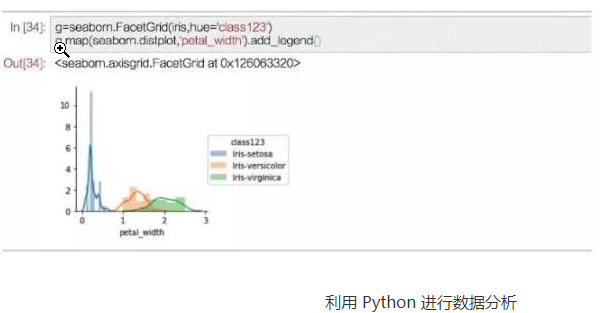 In [34]: g=seaborn.FacetGrid(iris,hue='class123')
g.map(seaborn.distplot,'petal_width').add_legend()
Out[34]: <seaborn.axisgrid.FacetGrid at 0x126063320>
10
8
6
4
2
0
0 1 2 3
petal_width
class123
Iris-setosa
Iris-versicolor
Iris-virginica
利用 Python 进行数据分析